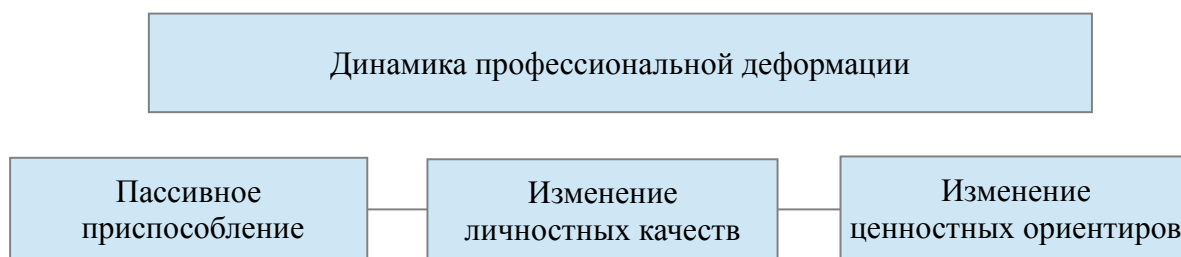 Динамика профессиональной деформации
Пассивное
приспособление
Изменение
личностных качеств
Изменение
ценностных ориентиров